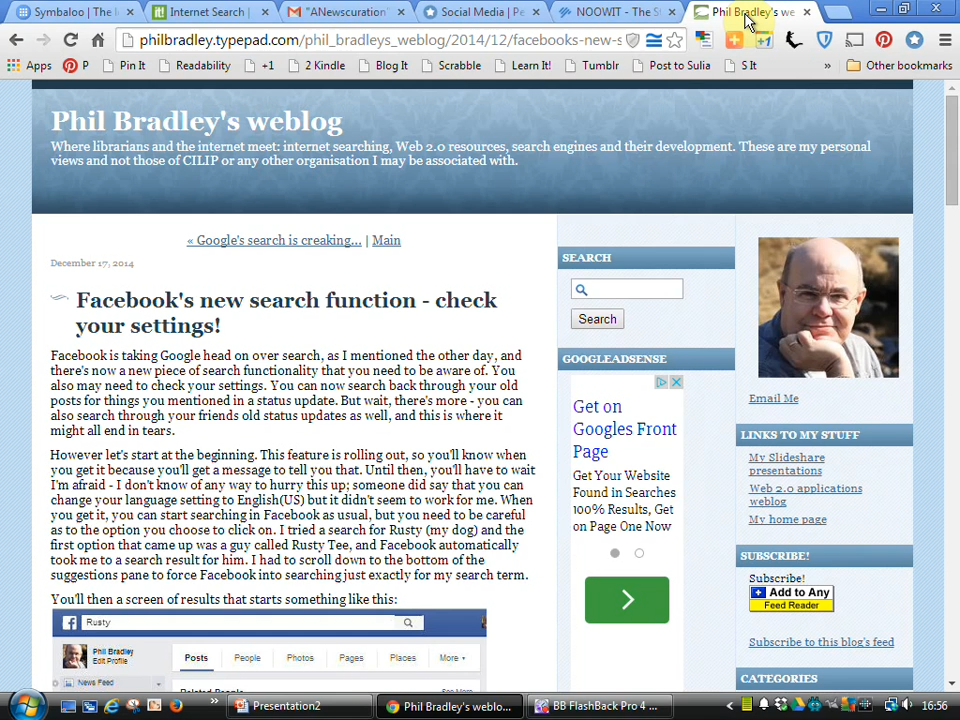 Symbaloo | The l
Internet Search |
"ANewscuration"
Social Media | Pe
NOOWIT - The S
Phil Bradley's we
philbradley.typepad.com/phil_bradleys_weblog/2014/12/facebooks-new-s
Apps
P
Pin It
Readability
+1
2 Kindle
Blog It
Scrabble
Learn It!
Tumblr
Post to Sulia
S It
»
Other bookmarks
Phil Bradley's weblog
Where librarians and the internet meet: internet searching, Web 2.0 resources, search engines and their development. These are my personal
views and not those of CILIP or any other organisation I may be associated with.
« Google's search is creaking... | Main
December 17, 2014
Facebook's new search function - check
your settings!
Facebook is taking Google head on over search, as I mentioned the other day, and
there's now a new piece of search functionality that you need to be aware of. You
also may need to check your settings. You can now search back through your old
posts for things you mentioned in a status update. But wait, there's more - you can
also search through your friends old status updates as well, and this is where it
might all end in tears.
However let's start at the beginning. This feature is rolling out, so you'll know when
you get it because you'll get a message to tell you that. Until then, you'll have to wait
I'm afraid - I don't know of any way to hurry this up; someone did say that you can
change your language setting to English(US) but it didn't seem to work for me. When
you get it, you can start searching in Facebook as usual, but you need to be careful
as to the option you choose to click on. I tried a search for Rusty (my dog) and the
first option that came up was a guy called Rusty Tee, and Facebook automatically
took me to a search result for him. I had to scroll down to the bottom of the
suggestions pane to force Facebook into searching just exactly for my search term.
You'll then a screen of results that starts something like this:
Rusty
Phil Bradley
Edit Profile
News Feed
Posts
People
Photos
Pages
Places
More
SEARCH
Search
GOOGLEADSENSE
Get on
Googles Front
Page
Get Your Website
Found in Searches
100% Results, Get
on Page One Now
Email Me
LINKS TO MY STUFF
My Slideshare
presentations
Web 2.0 applications
weblog
My home page
SUBSCRIBE!
Subscribe!
Add to Any
Feed Reader
Subscribe to this blog's feed
CATEGORIES
Presentation2
Phil Bradley's weblo...
BB FlashBack Pro 4 ...
16:56